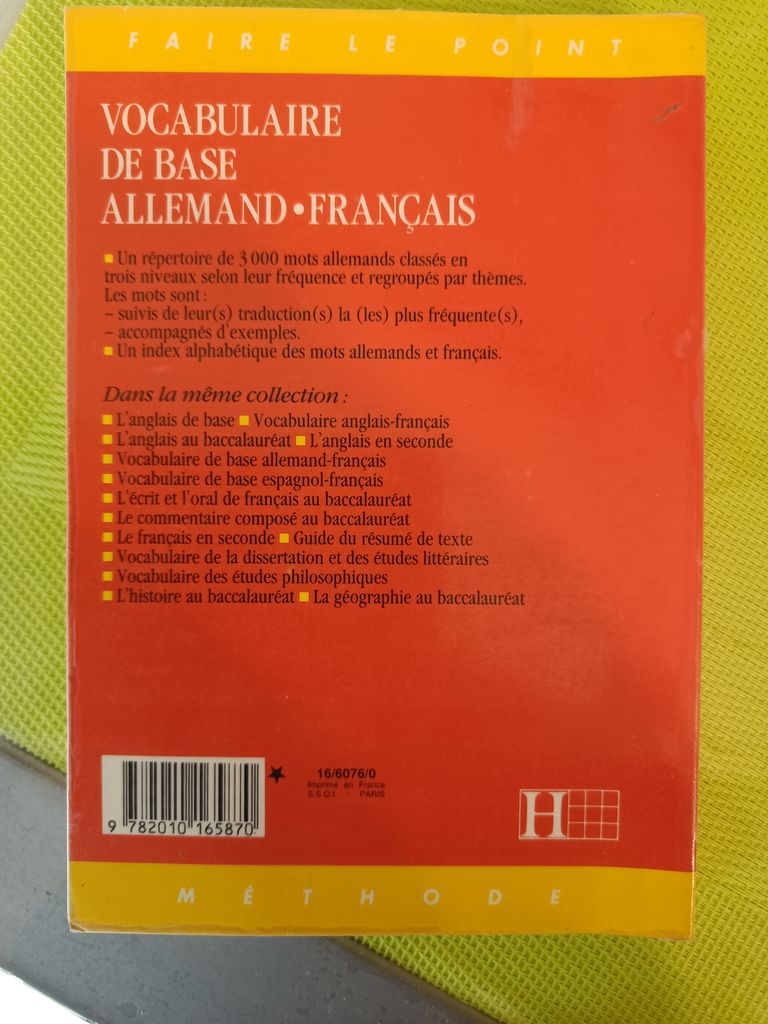 FAIRE LE POINT
VOCABULAIRE
DE BASE
ALLEMAND•FRANÇAIS
■ Un répertoire de 3000 mots allemands classés en
trois niveaux selon leur fréquence et regroupés par thèmes.
Les mots sont :
– suivis de leur(s) traduction(s) la (les) plus fréquente(s),
– accompagnés d'exemples.
■ Un index alphabétique des mots allemands et français.
Dans la même collection :
■ L'anglais de base ■ Vocabulaire anglais-français
■ L'anglais au baccalauréat ■ L'anglais en seconde
■ Vocabulaire de base allemand-français
■ Vocabulaire de base espagnol-français
■ L'écrit et l'oral de français au baccalauréat
■ Le commentaire composé au baccalauréat
■ Le français en seconde ■ Guide du résumé de texte
■ Vocabulaire de la dissertation et des études littéraires
■ Vocabulaire des études philosophiques
■ L'histoire au baccalauréat ■ La géographie au baccalauréat
16/6076/0
Imprimé en France
S.S.Q.I. - PARIS
9 782010 165870
H
MÉTHODE